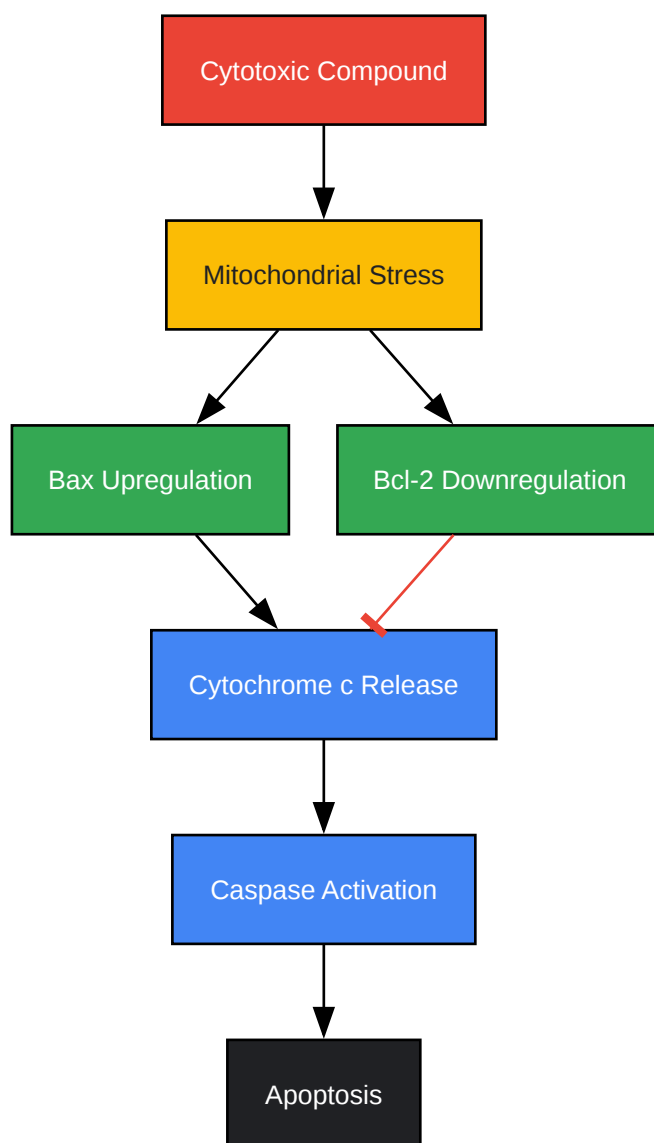 Cytotoxic Compound
Mitochondrial Stress
Bax Upregulation
Bcl-2 Downregulation
Cytochrome c Release
Caspase Activation
Apoptosis